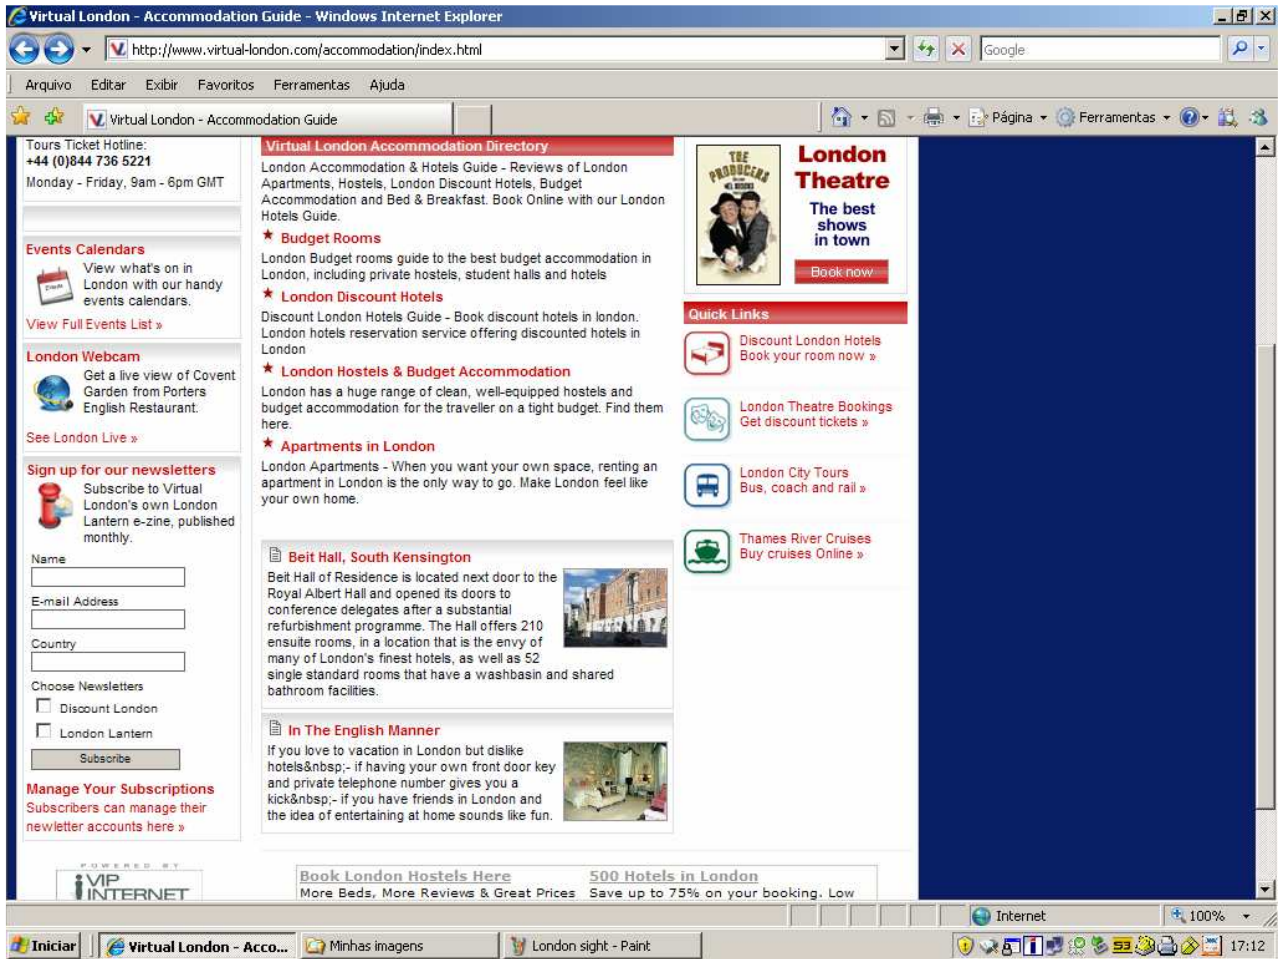 Virtual London - Accommodation Guide - Windows Internet Explorer
http://www.virtual-london.com/accommodation/index.html
Google
Arquivo Editar Exibir Favoritos Ferramentas Ajuda
Virtual London - Accommodation Guide
Página Ferramentas
Tours Ticket Hotline:
+44 (0)844 736 5221
Monday - Friday, 9am - 6pm GMT
Events Calendars
View what's on in
London with our handy
events calendars.
View Full Events List »
London Webcam
Get a live view of Covent
Garden from Porters
English Restaurant.
See London Live »
Sign up for our newsletters
Subscribe to Virtual
London's own London
Lantern e-zine, published
monthly.
Name
E-mail Address
Country
Choose Newsletters
Discount London
London Lantern
Subscribe
Manage Your Subscriptions
Subscribers can manage their
newletter accounts here »
POWERED BY
VIP
INTERNET
Virtual London Accommodation Directory
London Accommodation & Hotels Guide - Reviews of London
Apartments, Hostels, London Discount Hotels, Budget
Accommodation and Bed & Breakfast. Book Online with our London
Hotels Guide.
Budget Rooms
London Budget rooms guide to the best budget accommodation in
London, including private hostels, student halls and hotels
London Discount Hotels
Discount London Hotels Guide - Book discount hotels in london.
London hotels reservation service offering discounted hotels in
London
London Hostels & Budget Accommodation
London has a huge range of clean, well-equipped hostels and
budget accommodation for the traveller on a tight budget. Find them
here.
Apartments in London
London Apartments - When you want your own space, renting an
apartment in London is the only way to go. Make London feel like
your own home.
Beit Hall, South Kensington
Beit Hall of Residence is located next door to the
Royal Albert Hall and opened its doors to
conference delegates after a substantial
refurbishment programme. The Hall offers 210
ensuite rooms, in a location that is the envy of
many of London's finest hotels, as well as 52
single standard rooms that have a washbasin and shared
bathroom facilities.
In The English Manner
If you love to vacation in London but dislike
hotels&nbsp;- if having your own front door key
and private telephone number gives you a
kick&nbsp;- if you have friends in London and
the idea of entertaining at home sounds like fun.
Book London Hostels Here
More Beds, More Reviews & Great Prices
500 Hotels in London
Save up to 75% on your booking. Low
THE
PRODUCERS
London
Theatre
The best
shows
in town
Book now
Quick Links
Discount London Hotels
Book your room now »
London Theatre Bookings
Get discount tickets »
London City Tours
Bus, coach and rail »
Thames River Cruises
Buy cruises Online »
Internet 100%
Iniciar Virtual London - Acco... Minhas imagens London sight - Paint 53 17:12